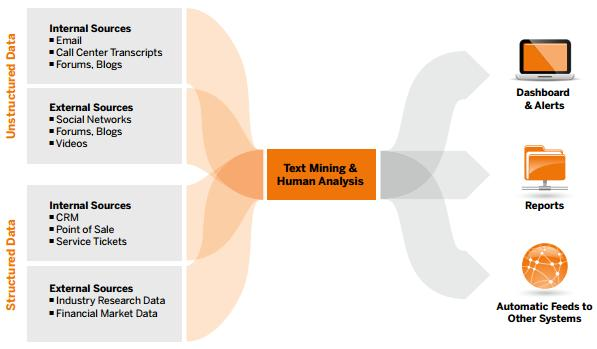 Unstructured Data
Internal Sources
▪ Email
▪ Call Center Transcripts
▪ Forums, Blogs
External Sources
▪ Social Networks
▪ Forums, Blogs
▪ Videos
Structured Data
Internal Sources
▪ CRM
▪ Point of Sale
▪ Service Tickets
External Sources
▪ Industry Research Data
▪ Financial Market Data
Text Mining &
Human Analysis
Dashboard
& Alerts
Reports
Automatic Feeds to
Other Systems